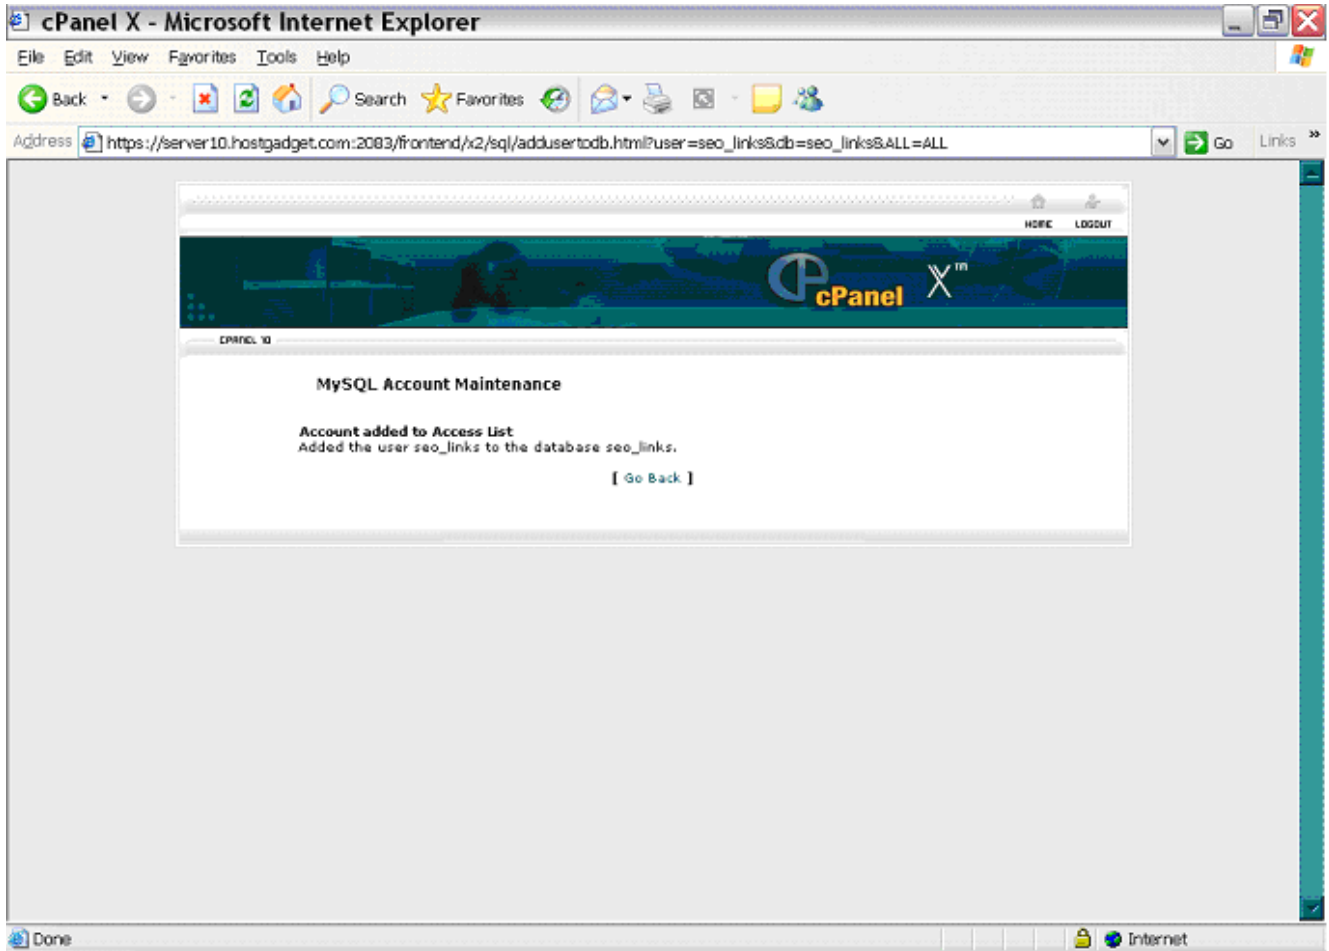 cPanel X - Microsoft Internet Explorer
File Edit View Favorites Tools Help
Back Search Favorites
Address https://server10.hostgadget.com:2083/frontend/x2/sql/addusertodb.html?user=seo_links&db=seo_links&ALL=ALL Go Links »
HOME LOGOUT
cPanel X™
CPANEL 10
MySQL Account Maintenance
Account added to Access List
Added the user seo_links to the database seo_links.
[ Go Back ]
Done Internet